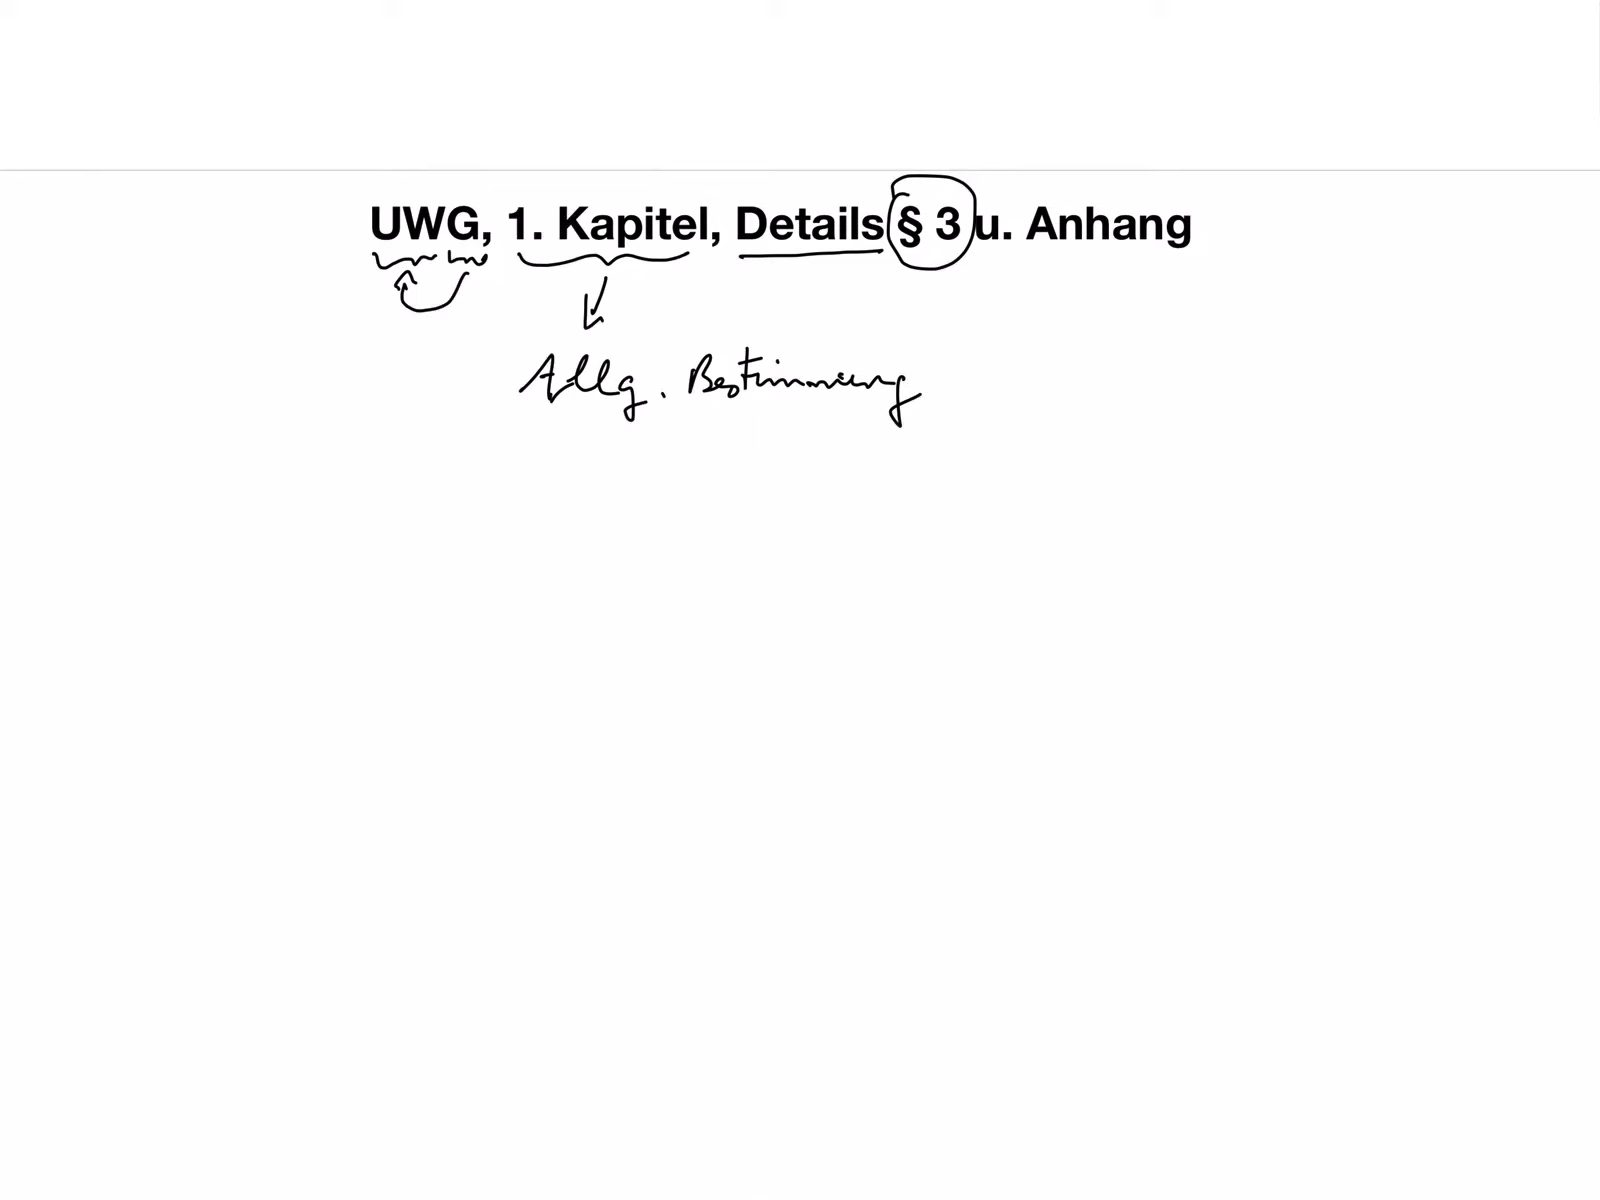 UWG, 1. Kapitel, Details § 3 u. Anhang
Allg. Bestimmung